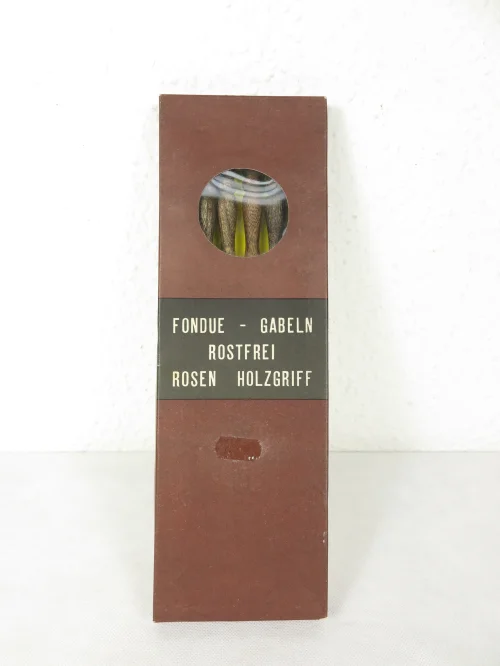 FONDUE - GABELN
ROSTFREI
ROSEN HOLZGRIFF